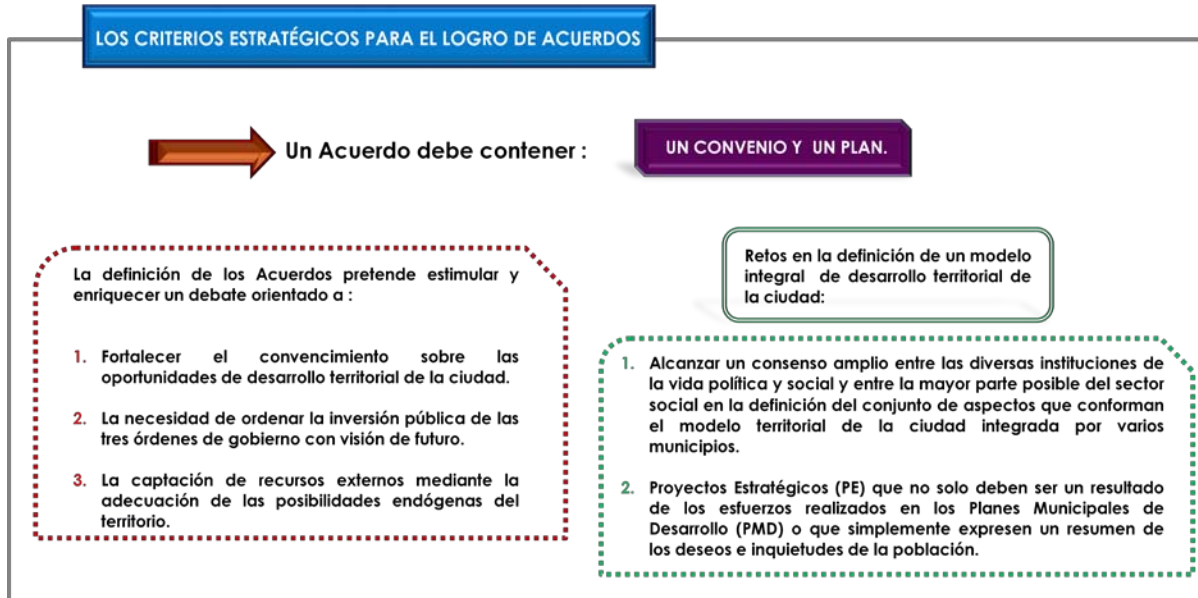 LOS CRITERIOS ESTRATÉGICOS PARA EL LOGRO DE ACUERDOS
Un Acuerdo debe contener :
UN CONVENIO Y UN PLAN.
La definición de los Acuerdos pretende estimular y
enriquecer un debate orientado a :
1. Fortalecer el convencimiento sobre las
oportunidades de desarrollo territorial de la ciudad.
2. La necesidad de ordenar la inversión pública de las
tres órdenes de gobierno con visión de futuro.
3. La captación de recursos externos mediante la
adecuación de las posibilidades endógenas del
territorio.
Retos en la definición de un modelo
integral de desarrollo territorial de
la ciudad:
1. Alcanzar un consenso amplio entre las diversas instituciones de
la vida política y social y entre la mayor parte posible del sector
social en la definición del conjunto de aspectos que conforman
el modelo territorial de la ciudad integrada por varios
municipios.
2. Proyectos Estratégicos (PE) que no solo deben ser un resultado
de los esfuerzos realizados en los Planes Municipales de
Desarrollo (PMD) o que simplemente expresen un resumen de
los deseos e inquietudes de la población.